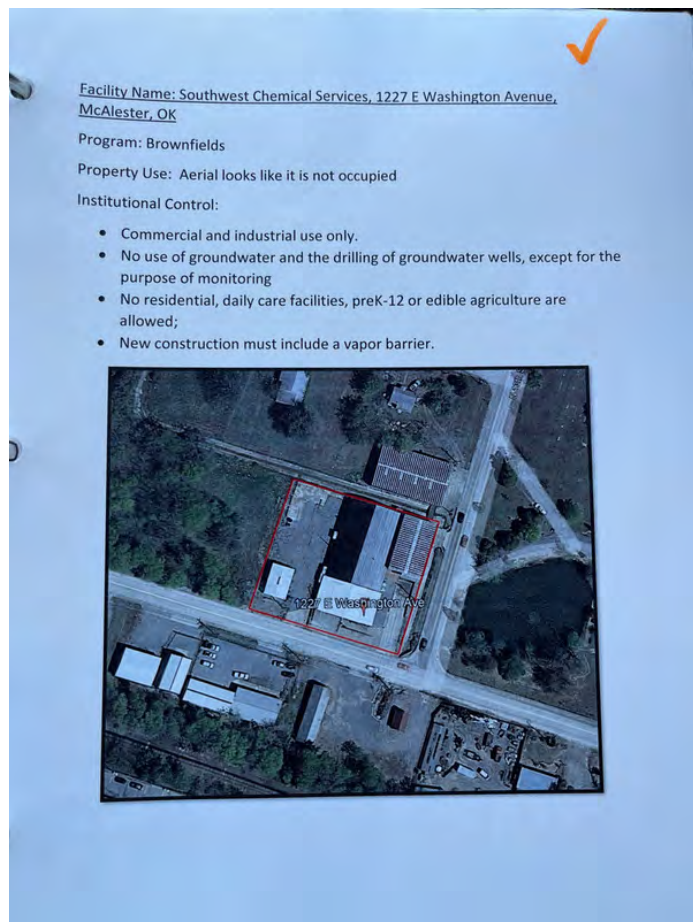 Facility Name: Southwest Chemical Services, 1227 E Washington Avenue,
McAlester, OK
Program: Brownfields
Property Use: Aerial looks like it is not occupied
Institutional Control:
• Commercial and industrial use only.
• No use of groundwater and the drilling of groundwater wells, except for the
purpose of monitoring
• No residential, daily care facilities, preK-12 or edible agriculture are
allowed;
• New construction must include a vapor barrier.
1227 E Washington Ave